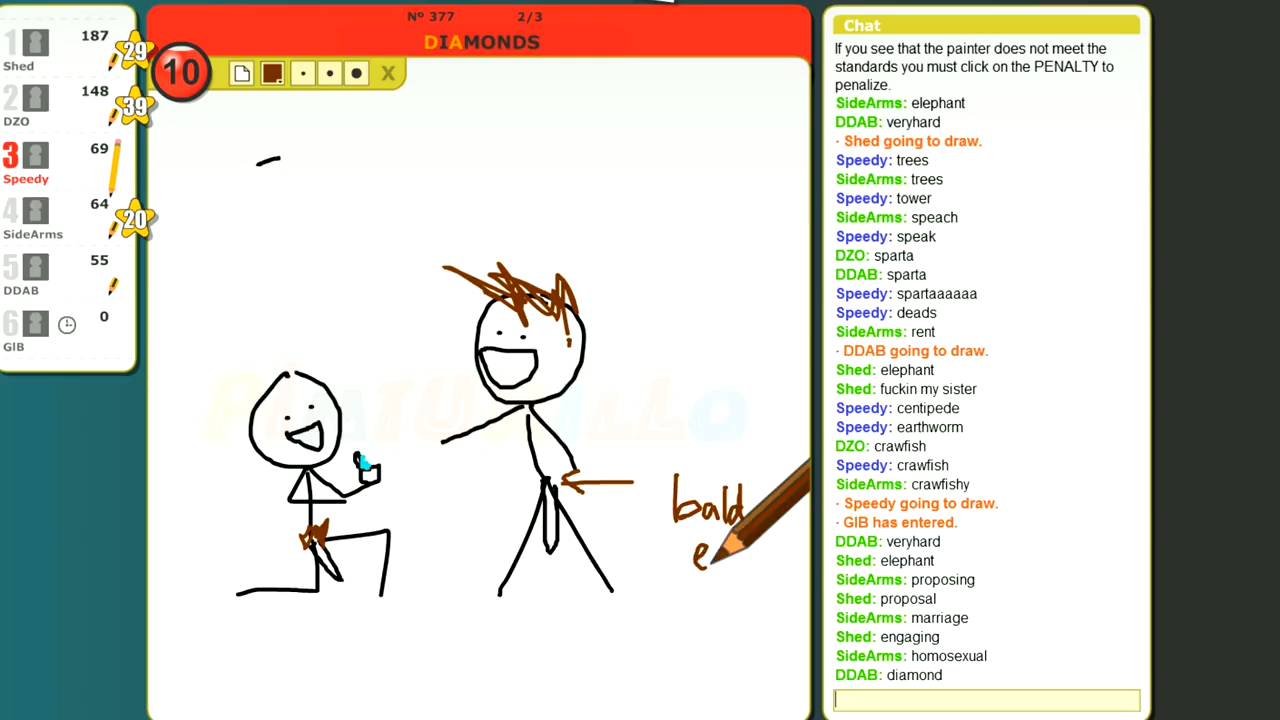 Nº 377 2/3
DIAMONDS
10
1 187 29
Shed
2 148 39
DZO
3 69
Speedy
4 64 20
SideArms
5 55
DDAB
6 0
GIB
bald
e
Chat
If you see that the painter does not meet the
standards you must click on the PENALTY to
penalize.
SideArms: elephant
DDAB: veryhard
· Shed going to draw.
Speedy: trees
SideArms: trees
Speedy: tower
SideArms: speach
Speedy: speak
DZO: sparta
DDAB: sparta
Speedy: spartaaaaaa
Speedy: deads
SideArms: rent
· DDAB going to draw.
Shed: elephant
Shed: fuckin my sister
Speedy: centipede
Speedy: earthworm
DZO: crawfish
Speedy: crawfish
SideArms: crawfishy
· Speedy going to draw.
· GIB has entered.
DDAB: veryhard
Shed: elephant
SideArms: proposing
Shed: proposal
SideArms: marriage
Shed: engaging
SideArms: homosexual
DDAB: diamond